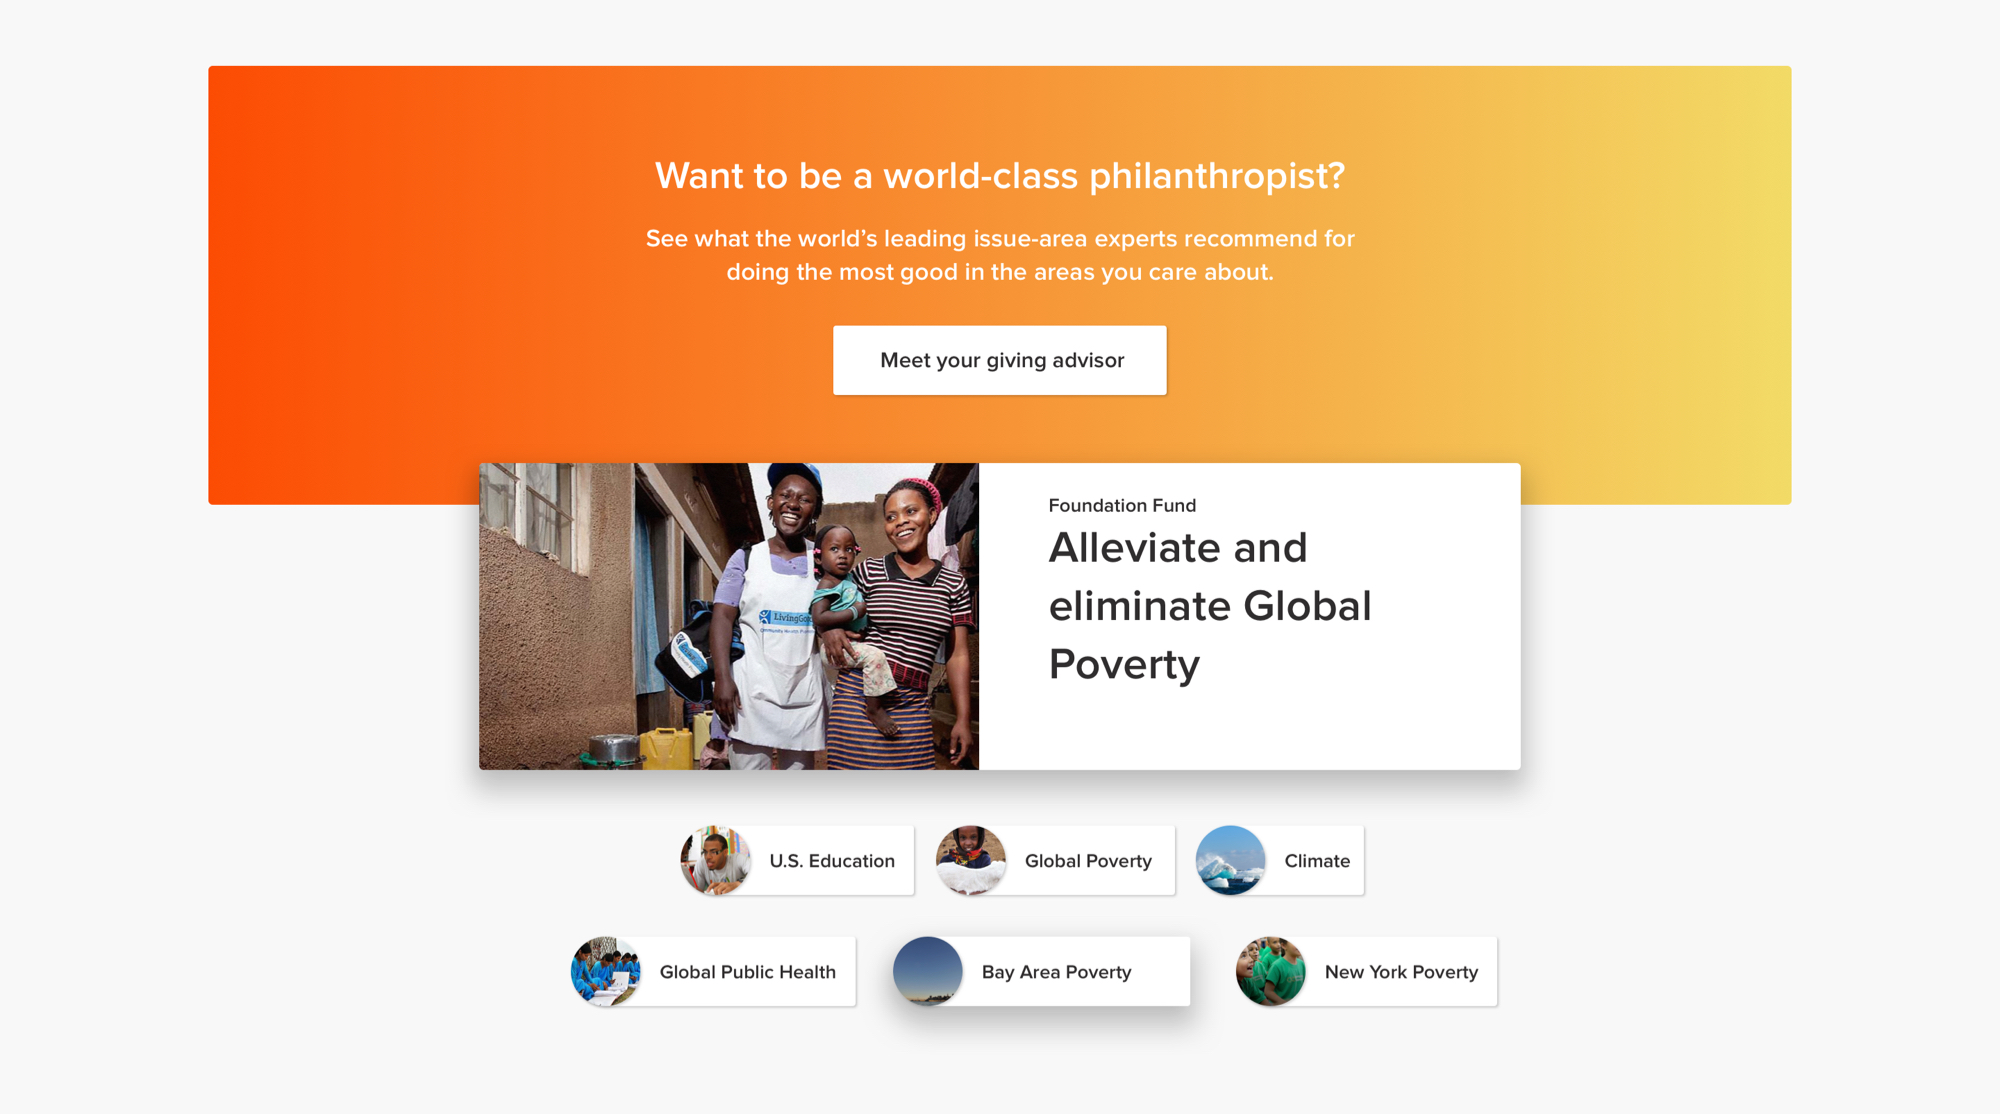 Want to be a world-class philanthropist?
See what the world’s leading issue-area experts recommend for
doing the most good in the areas you care about.
Meet your giving advisor
Foundation Fund
Alleviate and
eliminate Global
Poverty
U.S. Education
Global Poverty
Climate
Global Public Health
Bay Area Poverty
New York Poverty